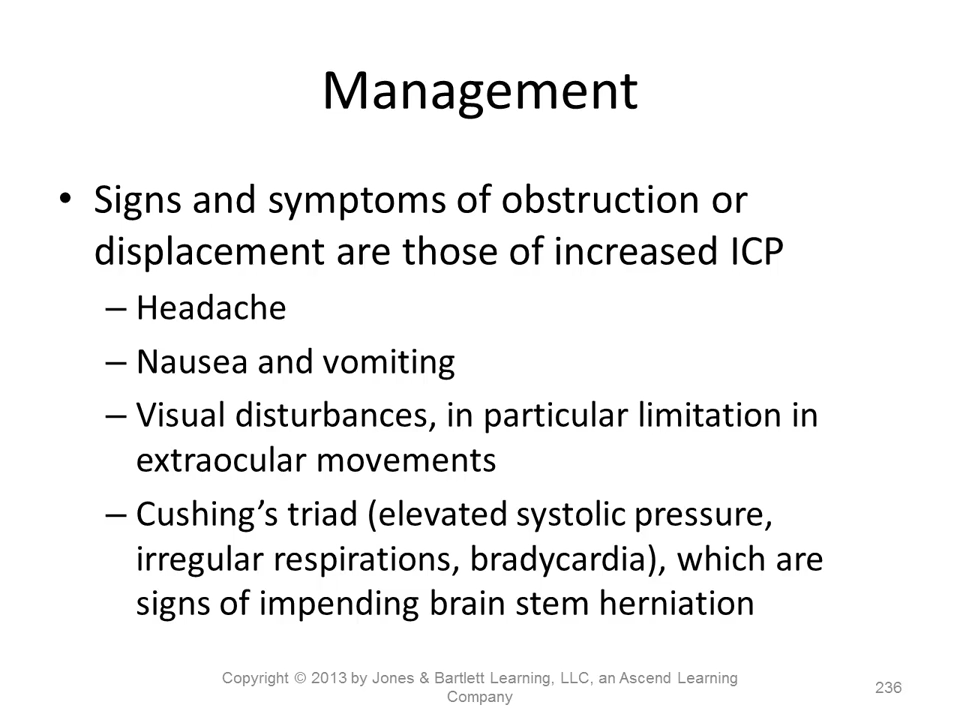 Management
• Signs and symptoms of obstruction or
displacement are those of increased ICP
– Headache
– Nausea and vomiting
– Visual disturbances, in particular limitation in
extraocular movements
– Cushing’s triad (elevated systolic pressure,
irregular respirations, bradycardia), which are
signs of impending brain stem herniation
Copyright © 2013 by Jones & Bartlett Learning, LLC, an Ascend Learning
Company
236